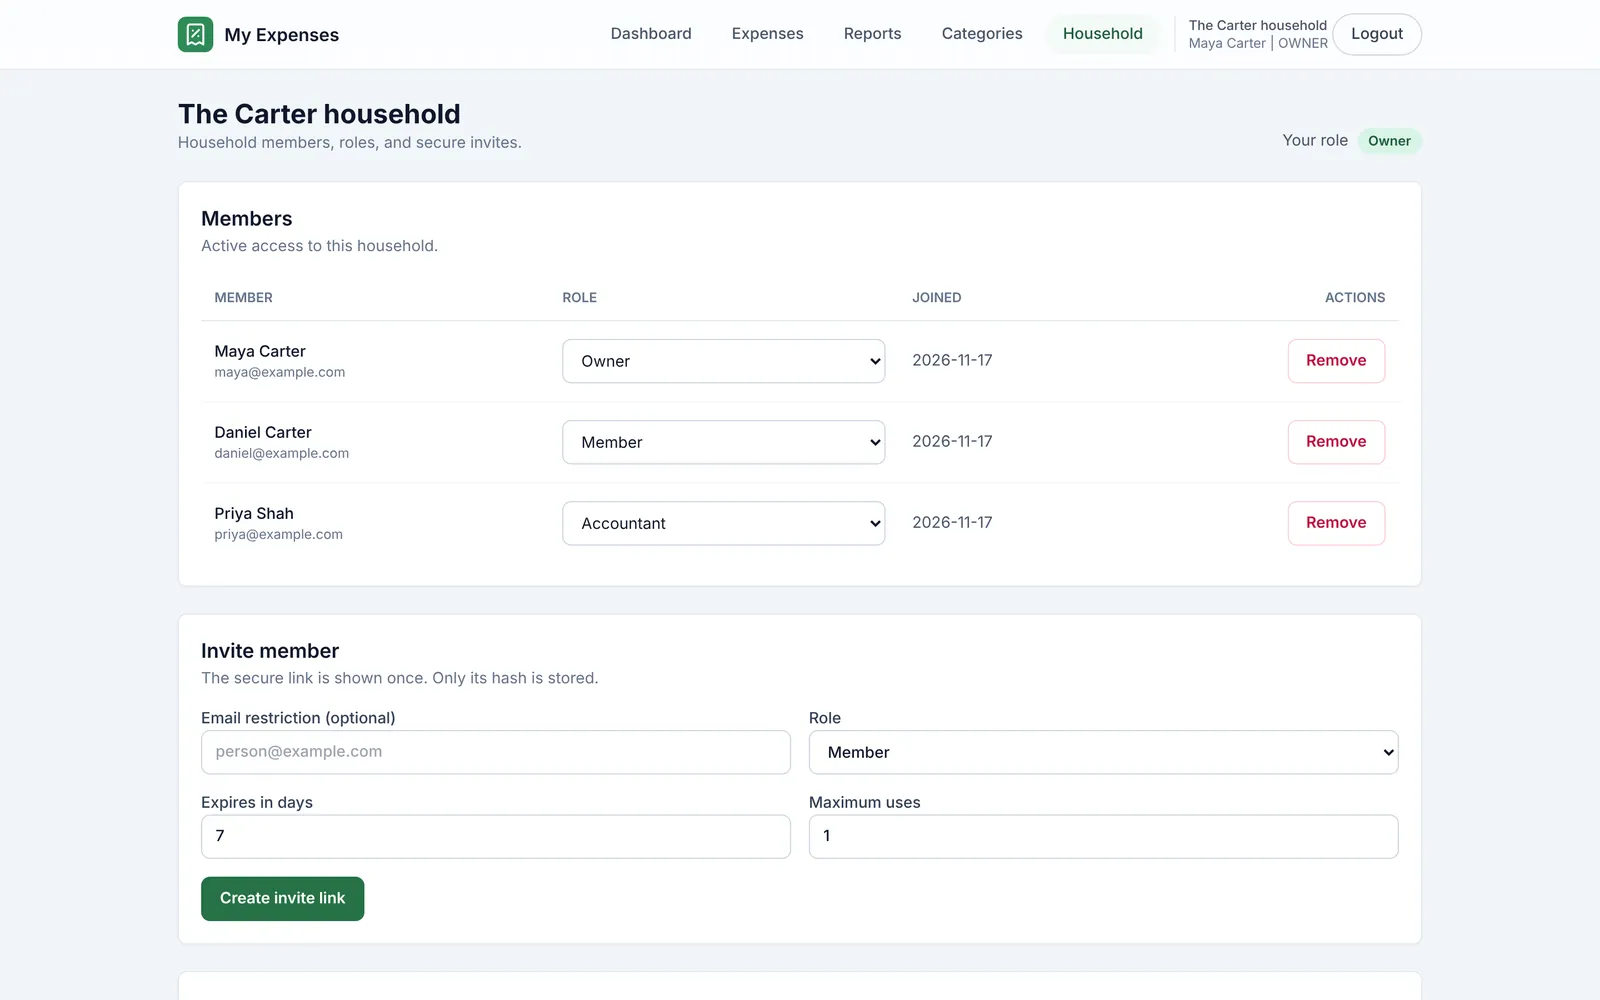 My Expenses
Dashboard
Expenses
Reports
Categories
Household
The Carter household
Maya Carter | OWNER
Logout
The Carter household
Household members, roles, and secure invites.
Your role
Owner
Members
Active access to this household.
MEMBER ROLE JOINED ACTIONS
Maya Carter
maya@example.com
Owner
2026-11-17
Remove
Daniel Carter
daniel@example.com
Member
2026-11-17
Remove
Priya Shah
priya@example.com
Accountant
2026-11-17
Remove
Invite member
The secure link is shown once. Only its hash is stored.
Email restriction (optional)
person@example.com
Role
Member
Expires in days
7
Maximum uses
1
Create invite link